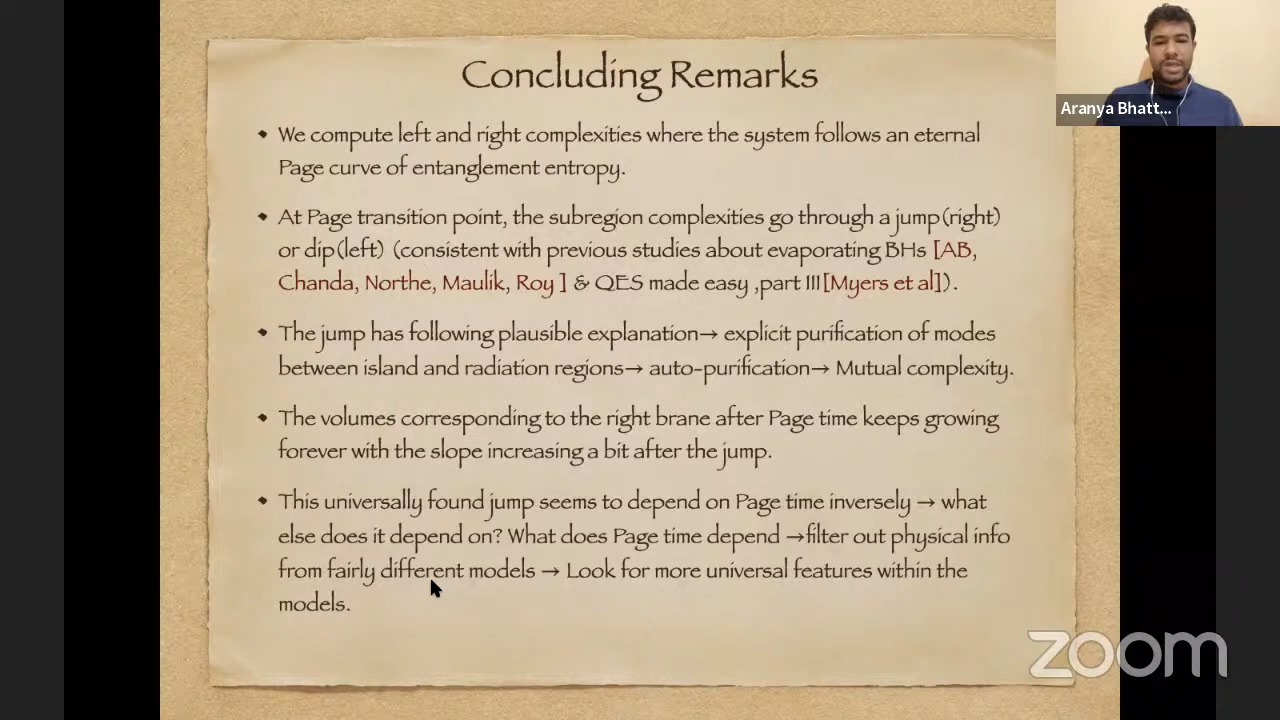 Concluding Remarks
We compute left and right complexities where the system follows an eternal
Page curve of entanglement entropy.
At Page transition point, the subregion complexities go through a jump(right)
or dip(left) (consistent with previous studies about evaporating BHs [AB,
Chanda, Northe, Maulik, Roy ] & QES made easy ,part III[Myers et al]).
The jump has following plausible explanation→ explicit purification of modes
between island and radiation regions→ auto-purification→ Mutual complexity.
The volumes corresponding to the right brane after Page time keeps growing
forever with the slope increasing a bit after the jump.
This universally found jump seems to depend on Page time inversely → what
else does it depend on? What does Page time depend →filter out physical info
from fairly different models → Look for more universal features within the
models.
Aranya Bhatt...
zoom